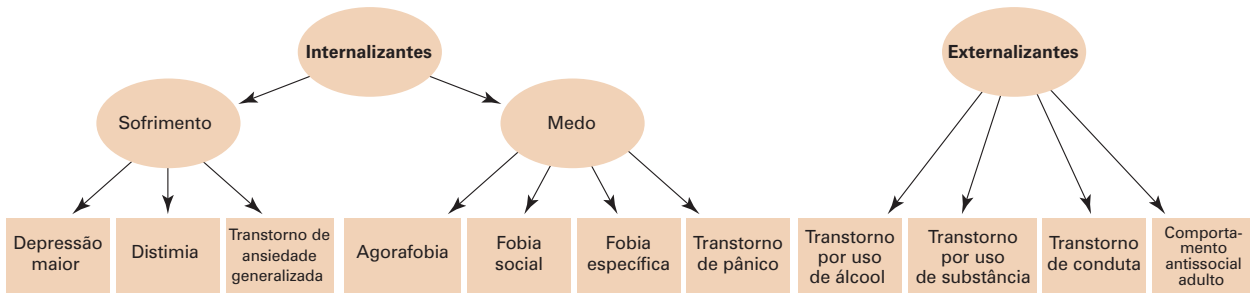 Internalizantes
Externalizantes
Sofrimento
Medo
Depressão
maior
Distimia
Transtorno de
ansiedade
generalizada
Agorafobia
Fobia
social
Fobia
específica
Transtorno
de pânico
Transtorno
por uso
de álcool
Transtorno
por uso
de substância
Transtorno
de conduta
Comporta-
mento
antissocial
adulto